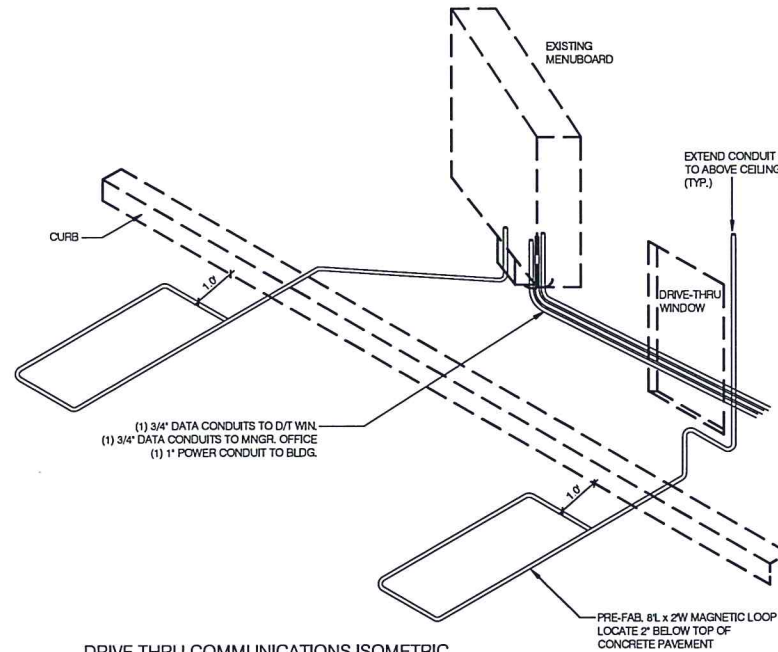 EXISTING
MENUBOARD
EXTEND CONDUIT
TO ABOVE CEILING
(TYP.)
CURB
1.0'
DRIVE-THRU
WINDOW
(1) 3/4" DATA CONDUITS TO D/T WIN.
(1) 3/4" DATA CONDUITS TO MNGR. OFFICE
(1) 1" POWER CONDUIT TO BLDG.
1.0'
PRE-FAB. 8'L x 2'W MAGNETIC LOOP
LOCATE 2" BELOW TOP OF
CONCRETE PAVEMENT
DRIVE THRU COMMUNICATIONS ISOMETRIC